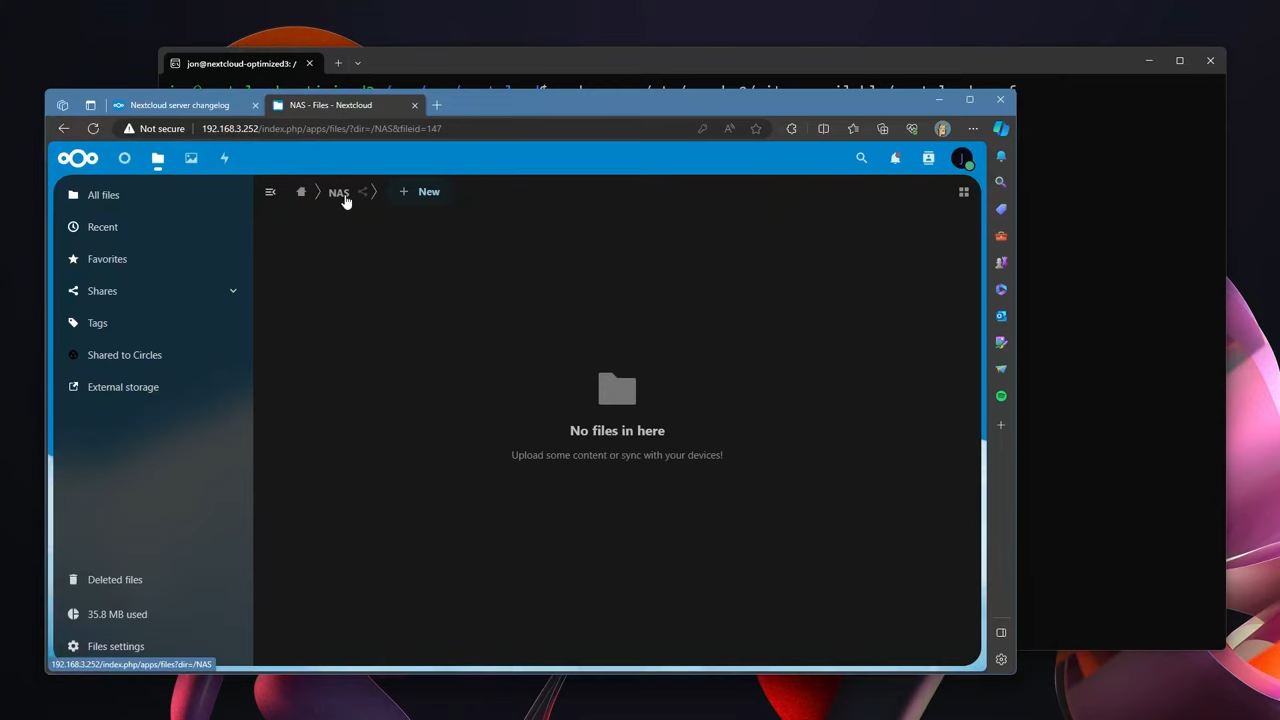 jon@nextcloud-optimized3: /
Nextcloud server changelog
NAS - Files - Nextcloud
Not secure
192.168.3.252/index.php/apps/files/?dir=/NAS&fileid=147
J
All files
NAS
New
Recent
Favorites
Shares
Tags
Shared to Circles
External storage
No files in here
Upload some content or sync with your devices!
Deleted files
35.8 MB used
Files settings
192.168.3.252/index.php/apps/files?dir=/NAS